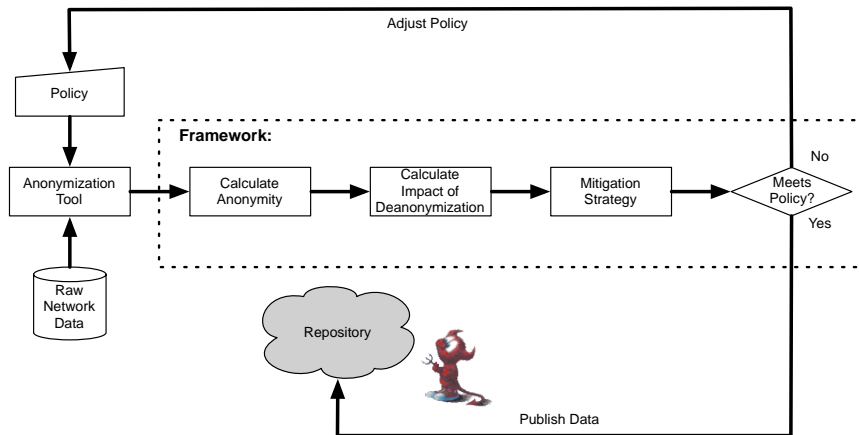 Adjust Policy
Policy
Framework:
Anonymization
Tool
Calculate
Anonymity
Calculate
Impact of
Deanonymization
Mitigation
Strategy
Meets
Policy?
No
Yes
Raw
Network
Data
Repository
Publish Data